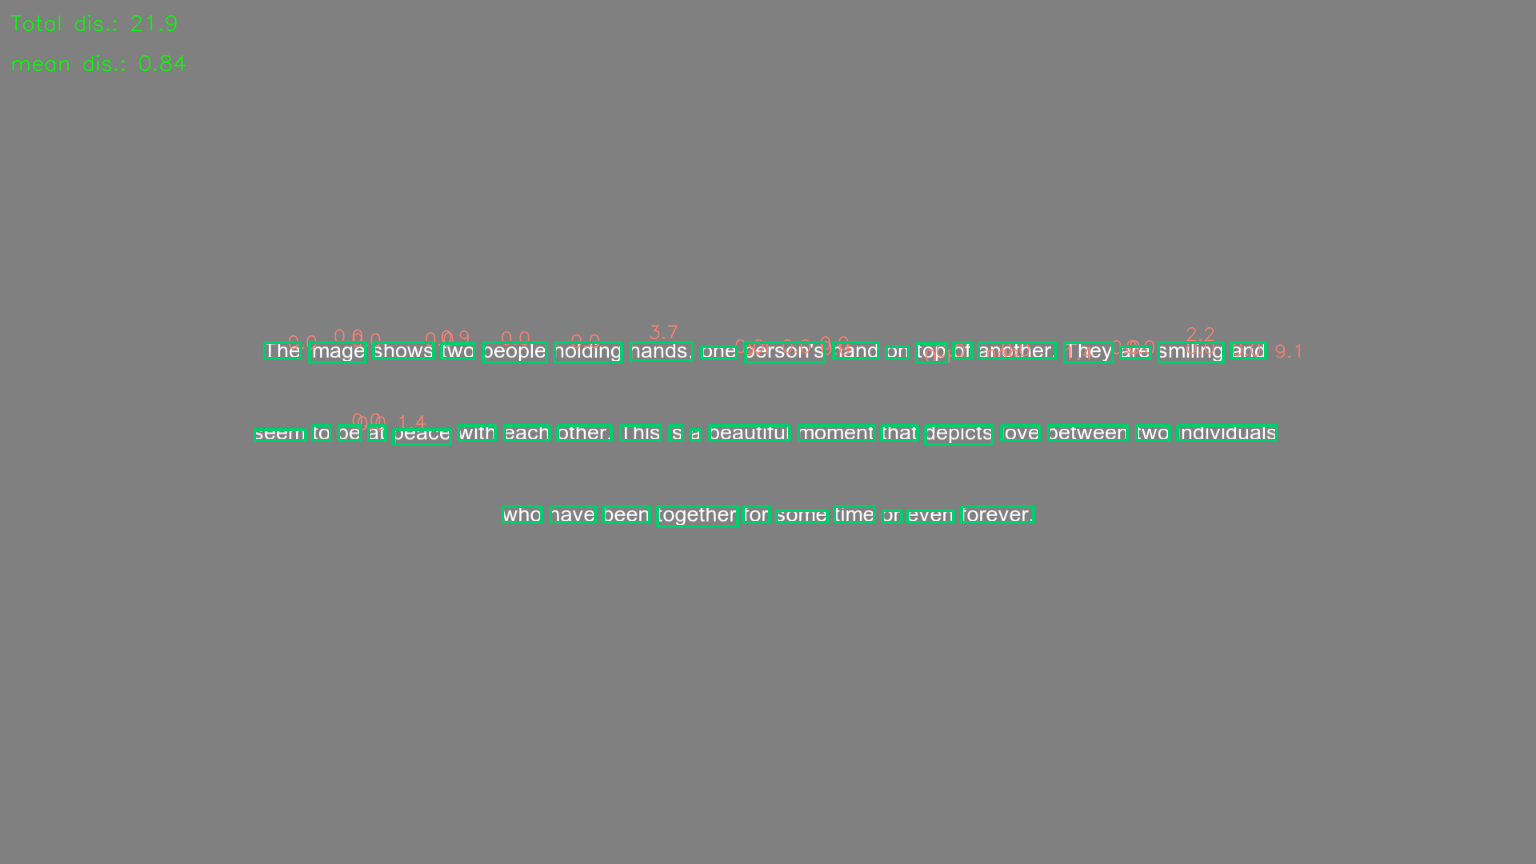 Total dis.: 21.9
mean dis.: 0.84
The image shows two people holding hands, one person's hand on top of another. They are smiling and
seem to be at peace with each other. This is a beautiful moment that depicts love between two individuals
who have been together for some time or even forever.
3.7
2.2
9.1
1.4